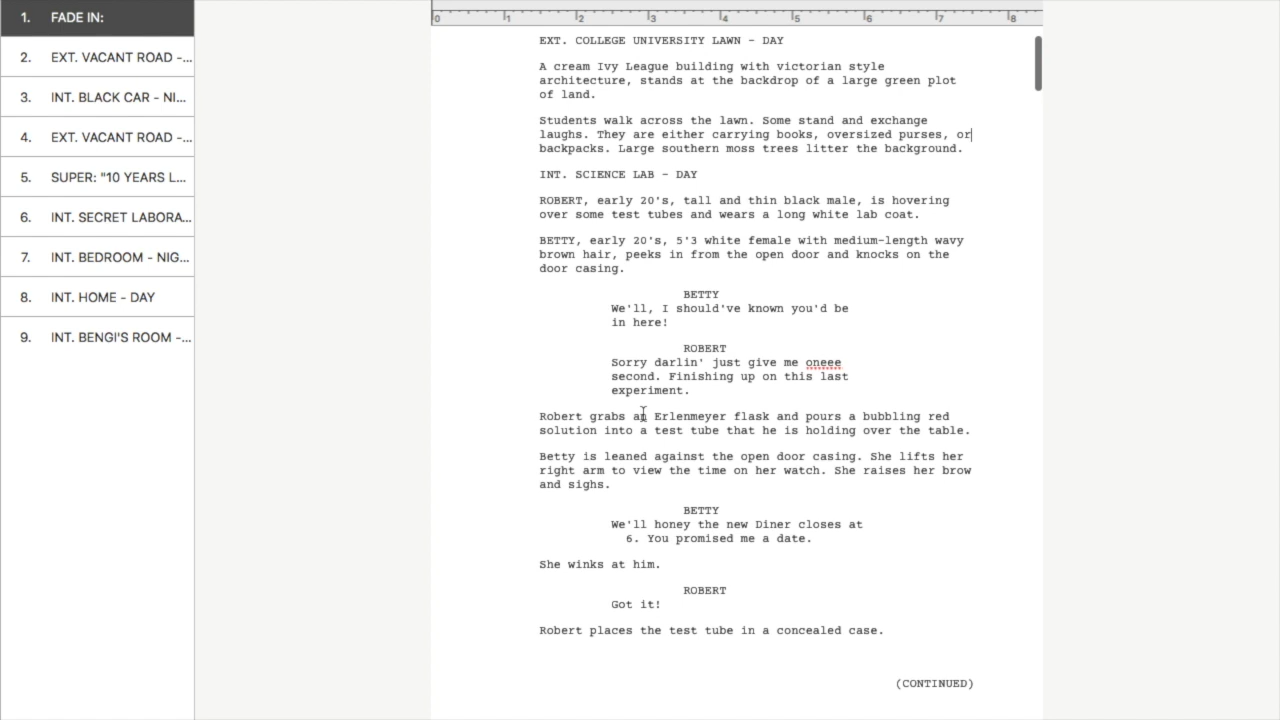 1. FADE IN:
2. EXT. VACANT ROAD -...
3. INT. BLACK CAR - NI...
4. EXT. VACANT ROAD -...
5. SUPER: "10 YEARS L...
6. INT. SECRET LABORA...
7. INT. BEDROOM - NIG...
8. INT. HOME - DAY
9. INT. BENGI'S ROOM -...
0 1 2 3 4 5 6 7 8
EXT. COLLEGE UNIVERSITY LAWN - DAY
A cream Ivy League building with victorian style
architecture, stands at the backdrop of a large green plot
of land.
Students walk across the lawn. Some stand and exchange
laughs. They are either carrying books, oversized purses, or
backpacks. Large southern moss trees litter the background.
INT. SCIENCE LAB - DAY
ROBERT, early 20's, tall and thin black male, is hovering
over some test tubes and wears a long white lab coat.
BETTY, early 20's, 5'3 white female with medium-length wavy
brown hair, peeks in from the open door and knocks on the
door casing.
BETTY
We'll, I should've known you'd be
in here!
ROBERT
Sorry darlin' just give me oneee
second. Finishing up on this last
experiment.
Robert grabs an Erlenmeyer flask and pours a bubbling red
solution into a test tube that he is holding over the table.
Betty is leaned against the open door casing. She lifts her
right arm to view the time on her watch. She raises her brow
and sighs.
BETTY
We'll honey the new Diner closes at
6. You promised me a date.
She winks at him.
ROBERT
Got it!
Robert places the test tube in a concealed case.
(CONTINUED)